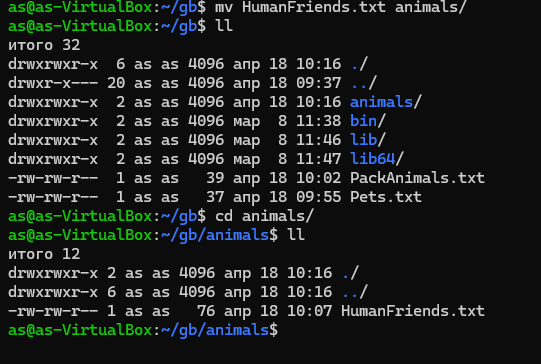 as@as-VirtualBox:~/gb$ mv HumanFriends.txt animals/
as@as-VirtualBox:~/gb$ ll
итого 32
drwxrwxr-x  6 as as 4096 апр 18 10:16 ./
drwxr-x--- 20 as as 4096 апр 18 09:37 ../
drwxrwxr-x  2 as as 4096 апр 18 10:16 animals/
drwxrwxr-x  2 as as 4096 мар  8 11:38 bin/
drwxrwxr-x  2 as as 4096 мар  8 11:46 lib/
drwxrwxr-x  2 as as 4096 мар  8 11:47 lib64/
-rw-rw-r--  1 as as   39 апр 18 10:02 PackAnimals.txt
-rw-rw-r--  1 as as   37 апр 18 09:55 Pets.txt
as@as-VirtualBox:~/gb$ cd animals/
as@as-VirtualBox:~/gb/animals$ ll
итого 12
drwxrwxr-x 2 as as 4096 апр 18 10:16 ./
drwxrwxr-x 6 as as 4096 апр 18 10:16 ../
-rw-rw-r-- 1 as as   76 апр 18 10:07 HumanFriends.txt
as@as-VirtualBox:~/gb/animals$